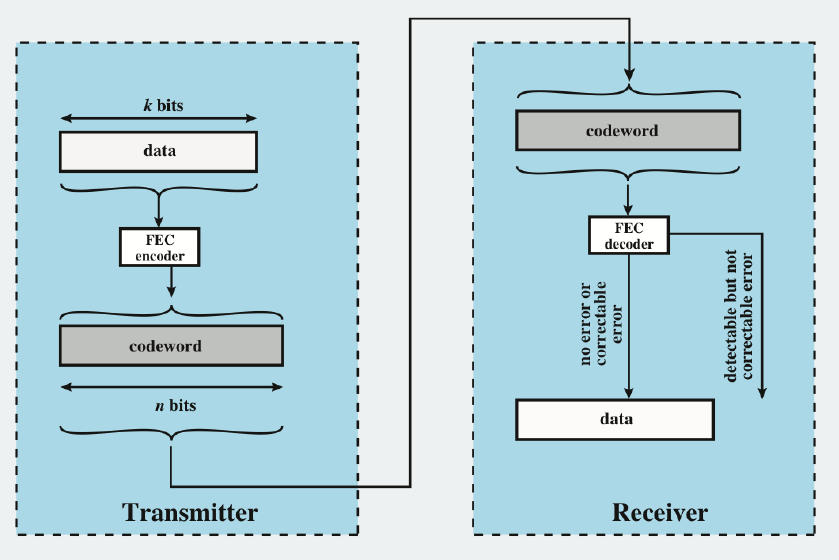 k bits
data
FEC
encoder
codeword
n bits
Transmitter
codeword
FEC
decoder
no error or
correctable
error
detectable but not
correctable error
data
Receiver